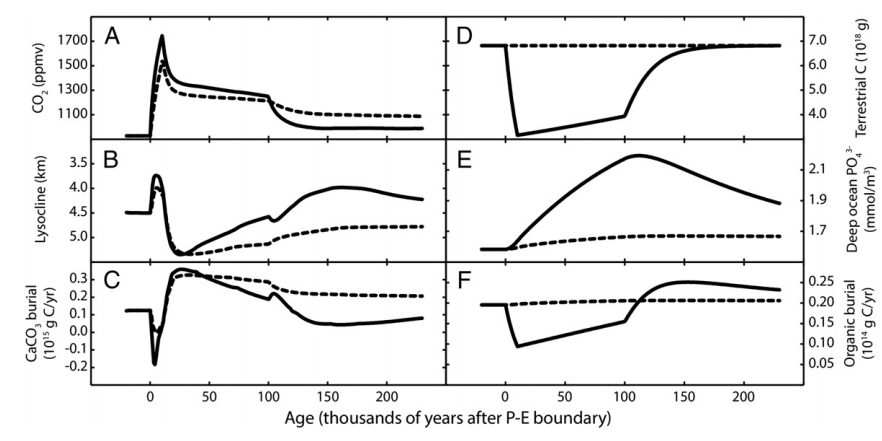 A
CO2 (ppmv)
1700
1500
1300
1100
B
Lysocline (km)
3.5
4.0
4.5
5.0
C
CaCO3 burial
(10^15 g C/yr)
0.3
0.2
0.1
0.0
-0.1
-0.2
D
7.0
6.0
5.0
4.0
Terrestrial C (10^18 g)
E
2.1
1.9
1.7
Deep ocean PO4^3-
(mmol/m^3)
F
0.25
0.20
0.15
0.10
0.05
Organic burial
(10^14 g C/yr)
0 50 100 150 200
0 50 100 150 200
Age (thousands of years after P-E boundary)